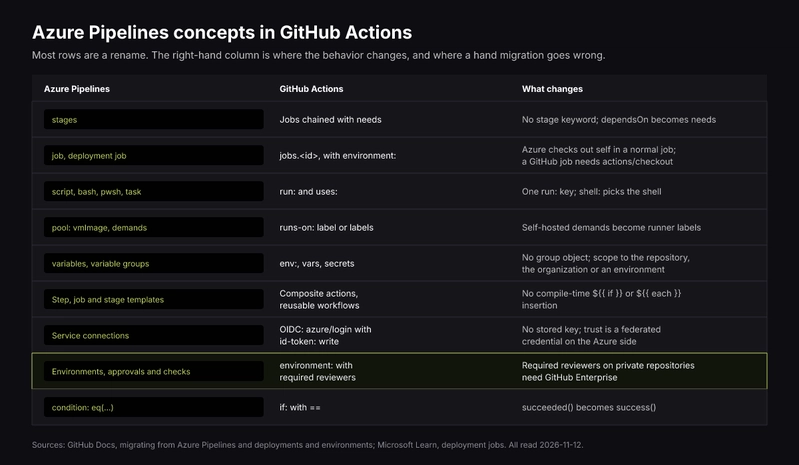 Azure Pipelines concepts in GitHub Actions
Most rows are a rename. The right-hand column is where the behavior changes, and where a hand migration goes wrong.
Azure Pipelines
GitHub Actions
What changes
stages
Jobs chained with needs
No stage keyword; dependsOn becomes needs
job, deployment job
jobs.<id>, with environment:
Azure checks out self in a normal job;
a GitHub job needs actions/checkout
script, bash, pwsh, task
run: and uses:
One run: key; shell: picks the shell
pool: vmImage, demands
runs-on: label or labels
Self-hosted demands become runner labels
variables, variable groups
env:, vars, secrets
No group object; scope to the repository,
the organization or an environment
Step, job and stage templates
Composite actions,
reusable workflows
No compile-time ${{ if }} or ${{ each }}
insertion
Service connections
OIDC: azure/login with
id-token: write
No stored key; trust is a federated
credential on the Azure side
Environments, approvals and checks
environment: with
required reviewers
Required reviewers on private repositories
need GitHub Enterprise
condition: eq(...)
if: with ==
succeeded() becomes success()
Sources: GitHub Docs, migrating from Azure Pipelines and deployments and environments; Microsoft Learn, deployment jobs. All read 2026-11-12.